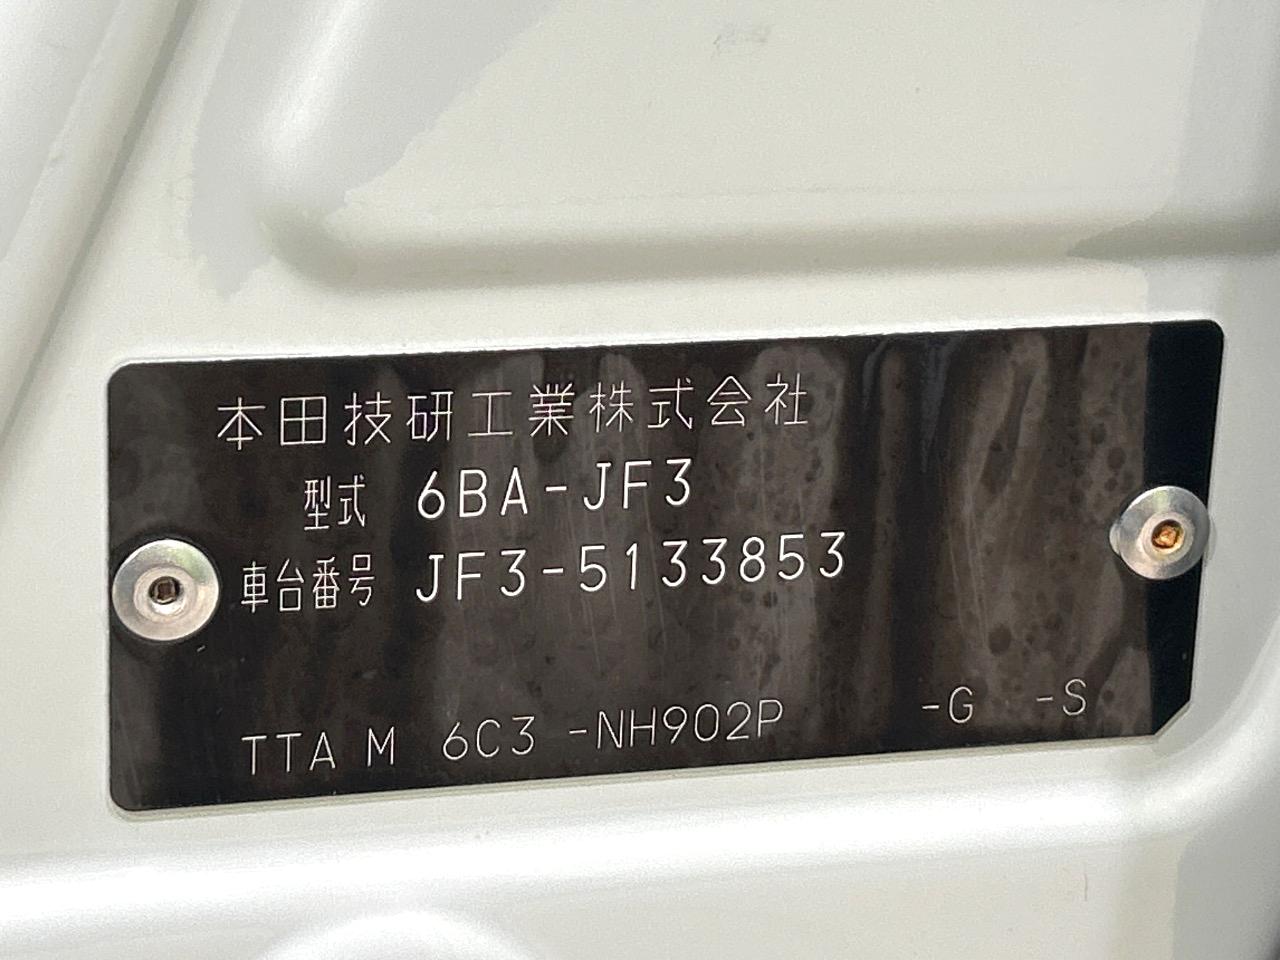 本田技研工業株式会社
型式 6BA-JF3
車台番号 JF3-5133853
TTA M 6C3 -NH902P -G -S